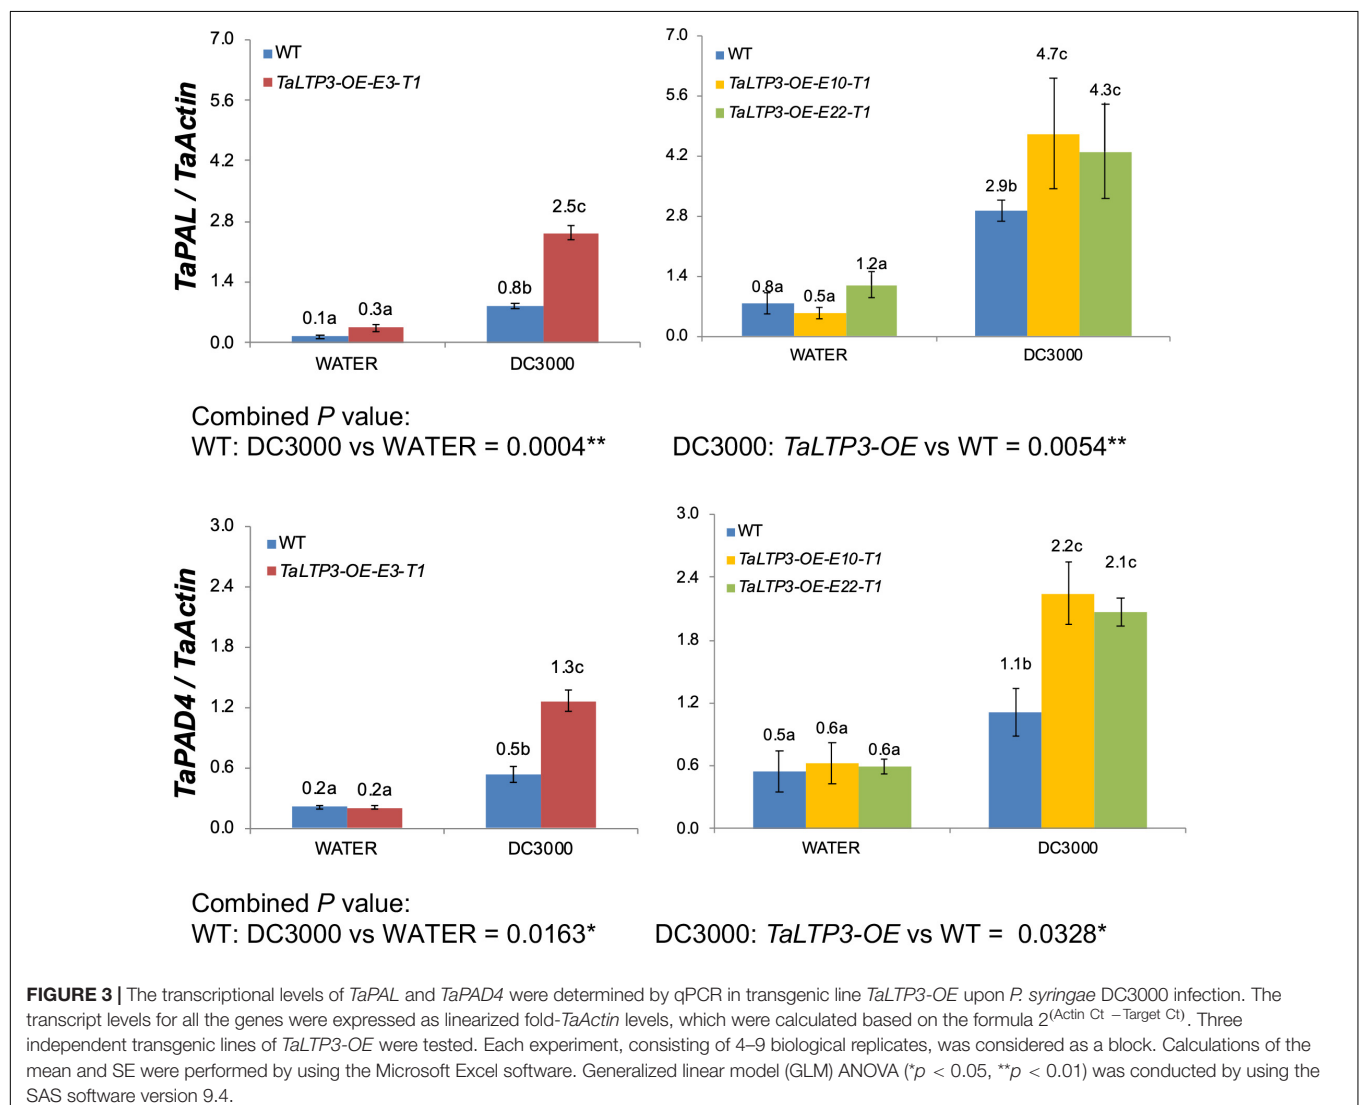 TaPAL / TaActin
7.0
5.6
4.2
2.8
1.4
0.0
WT
TaLTP3-OE-E3-T1
0.1a
0.3a
0.8b
2.5c
WATER
DC3000
7.0
5.6
4.2
2.8
1.4
0.0
WT
TaLTP3-OE-E10-T1
TaLTP3-OE-E22-T1
0.8a
0.5a
1.2a
2.9b
4.7c
4.3c
WATER
DC3000
Combined P value:
WT: DC3000 vs WATER = 0.0004**
DC3000: TaLTP3-OE vs WT = 0.0054**
TaPAD4 / TaActin
3.0
2.4
1.8
1.2
0.6
0.0
WT
TaLTP3-OE-E3-T1
0.2a
0.2a
0.5b
1.3c
WATER
DC3000
3.0
2.4
1.8
1.2
0.6
0.0
WT
TaLTP3-OE-E10-T1
TaLTP3-OE-E22-T1
0.5a
0.6a
0.6a
1.1b
2.2c
2.1c
WATER
DC3000
Combined P value:
WT: DC3000 vs WATER = 0.0163*
DC3000: TaLTP3-OE vs WT = 0.0328*
FIGURE 3 | The transcriptional levels of TaPAL and TaPAD4 were determined by qPCR in transgenic line TaLTP3-OE upon P. syringae DC3000 infection. The
transcript levels for all the genes were expressed as linearized fold-TaActin levels, which were calculated based on the formula 2(Actin Ct −Target Ct). Three
independent transgenic lines of TaLTP3-OE were tested. Each experiment, consisting of 4–9 biological replicates, was considered as a block. Calculations of the
mean and SE were performed by using the Microsoft Excel software. Generalized linear model (GLM) ANOVA (*p < 0.05, **p < 0.01) was conducted by using the
SAS software version 9.4.